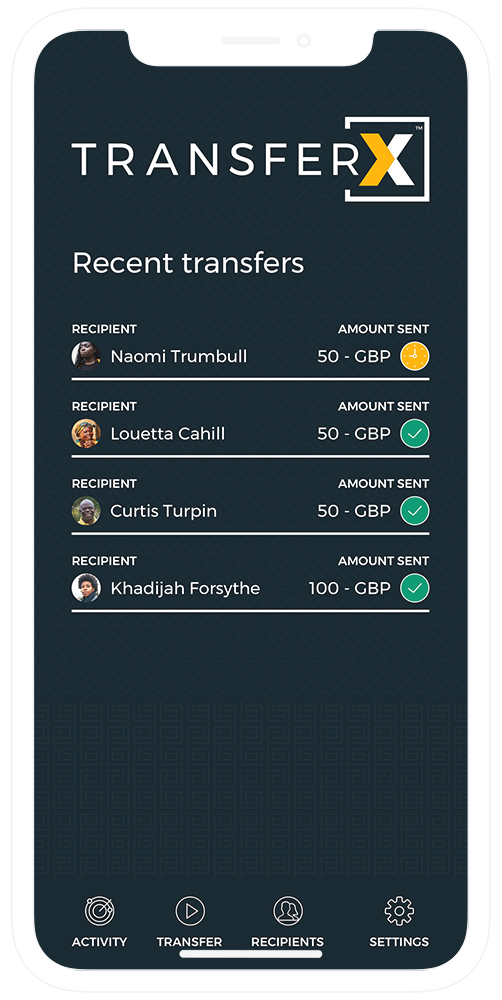 TRANSFERX™
Recent transfers
RECIPIENT AMOUNT SENT
Naomi Trumbull 50 - GBP
RECIPIENT AMOUNT SENT
Louetta Cahill 50 - GBP
RECIPIENT AMOUNT SENT
Curtis Turpin 50 - GBP
RECIPIENT AMOUNT SENT
Khadijah Forsythe 100 - GBP
ACTIVITY TRANSFER RECIPIENTS SETTINGS